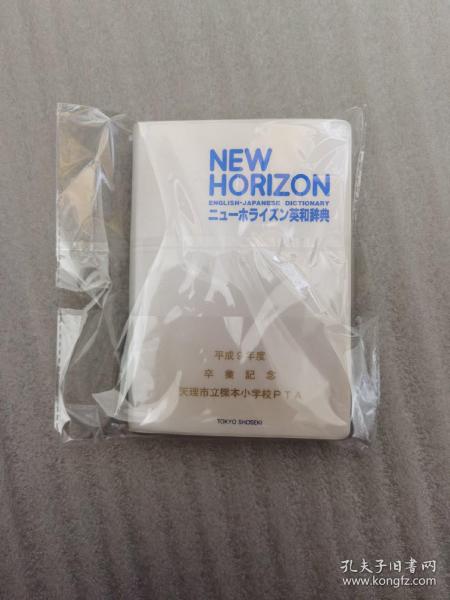 NEW
HORIZON
ENGLISH-JAPANESE DICTIONARY
ニューホライズン英和辞典
平成9年度
卒業記念
天理市立櫟本小学校PTA
TOKYO SHOSEKI
孔夫子旧书网
www.kongfz.com